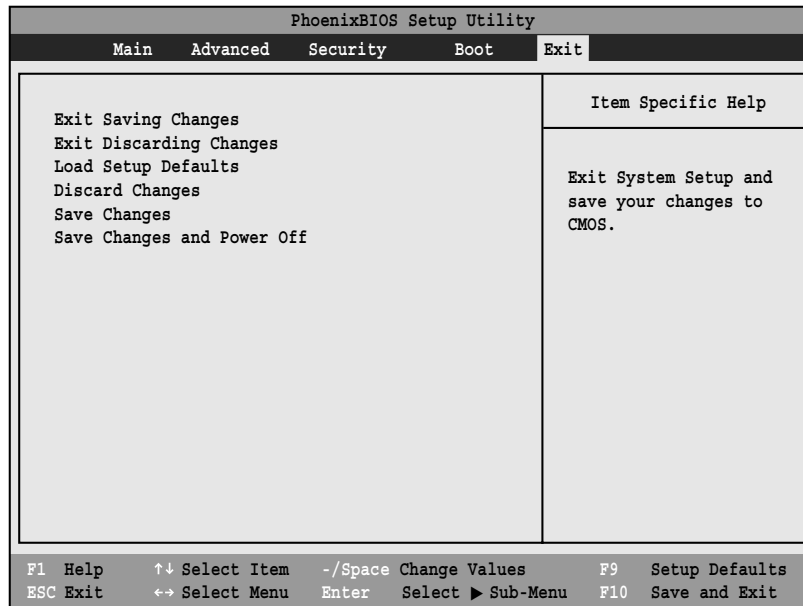 PhoenixBIOS Setup Utility
Main Advanced Security Boot Exit
Exit Saving Changes
Exit Discarding Changes
Load Setup Defaults
Discard Changes
Save Changes
Save Changes and Power Off
Item Specific Help
Exit System Setup and
save your changes to
CMOS.
F1 Help ↑↓ Select Item -/Space Change Values F9 Setup Defaults
ESC Exit ←→ Select Menu Enter Select ▶ Sub-Menu F10 Save and Exit